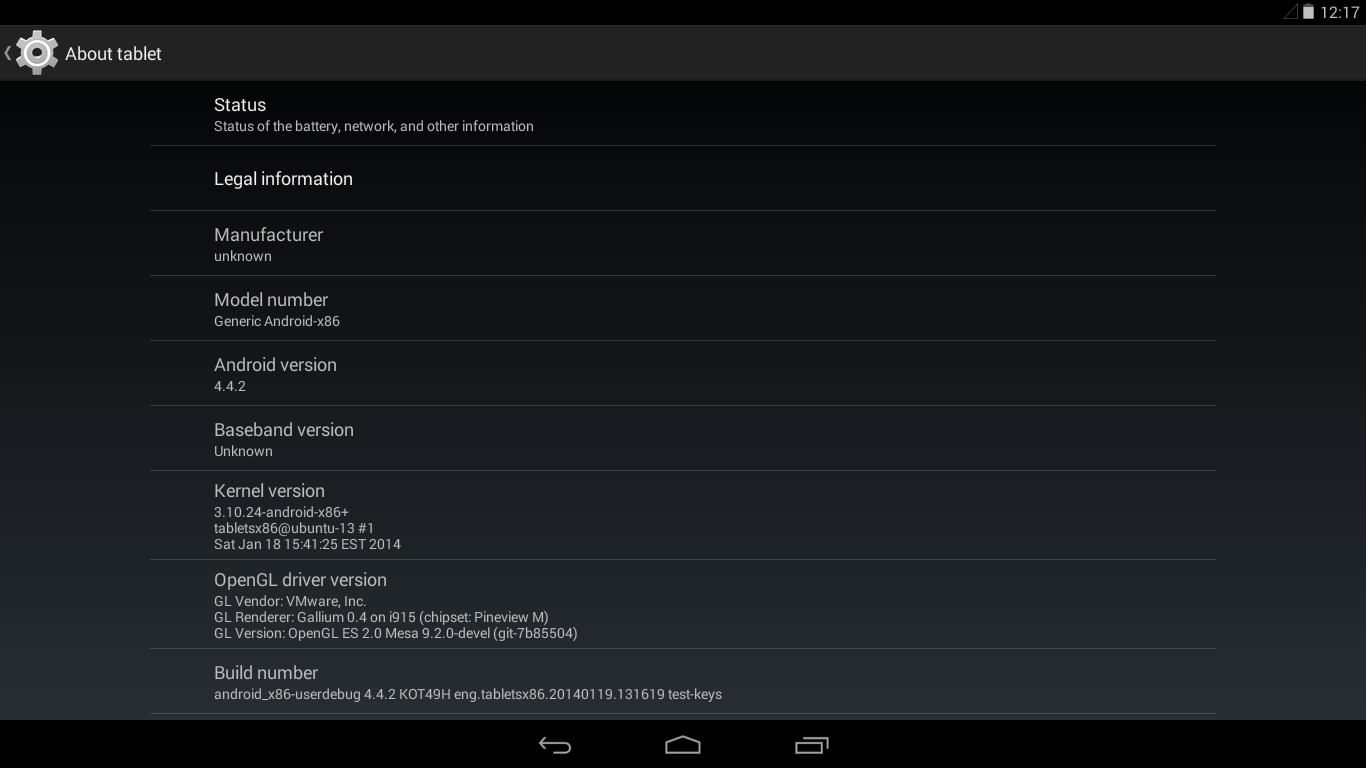 12:17
About tablet
Status
Status of the battery, network, and other information
Legal information
Manufacturer
unknown
Model number
Generic Android-x86
Android version
4.4.2
Baseband version
Unknown
Kernel version
3.10.24-android-x86+
tabletsx86@ubuntu-13 #1
Sat Jan 18 15:41:25 EST 2014
OpenGL driver version
GL Vendor: VMware, Inc.
GL Renderer: Gallium 0.4 on i915 (chipset: Pineview M)
GL Version: OpenGL ES 2.0 Mesa 9.2.0-devel (git-7b85504)
Build number
android_x86-userdebug 4.4.2 KOT49H eng.tabletsx86.20140119.131619 test-keys